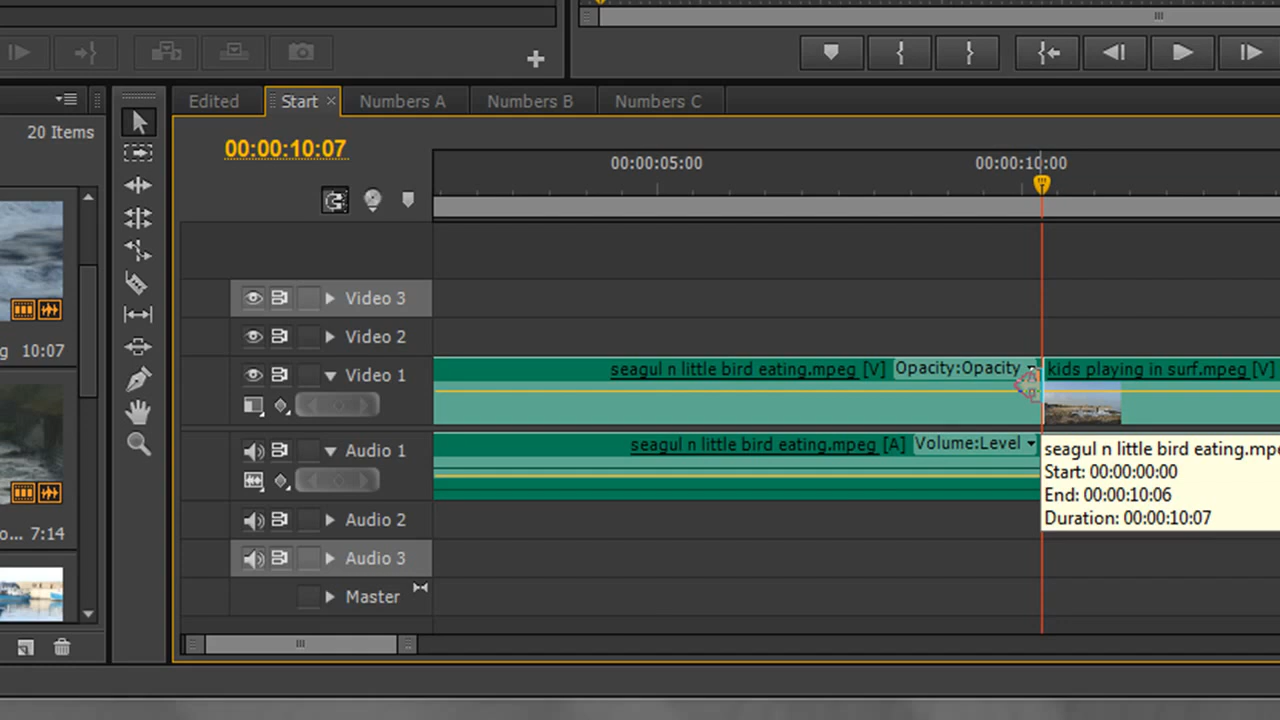 Edited
Start ×
Numbers A
Numbers B
Numbers C
20 Items
00:00:10:07
00:00:05:00
00:00:10:00
Video 3
g 10:07
Video 2
Video 1
seagul n little bird eating.mpeg [V] Opacity:Opacity
kids playing in surf.mpeg [V]
Audio 1
seagul n little bird eating.mpeg [A] Volume:Level
seagul n little bird eating.mpe
Start: 00:00:00:00
End: 00:00:10:06
Duration: 00:00:10:07
Audio 2
o... 7:14
Audio 3
Master